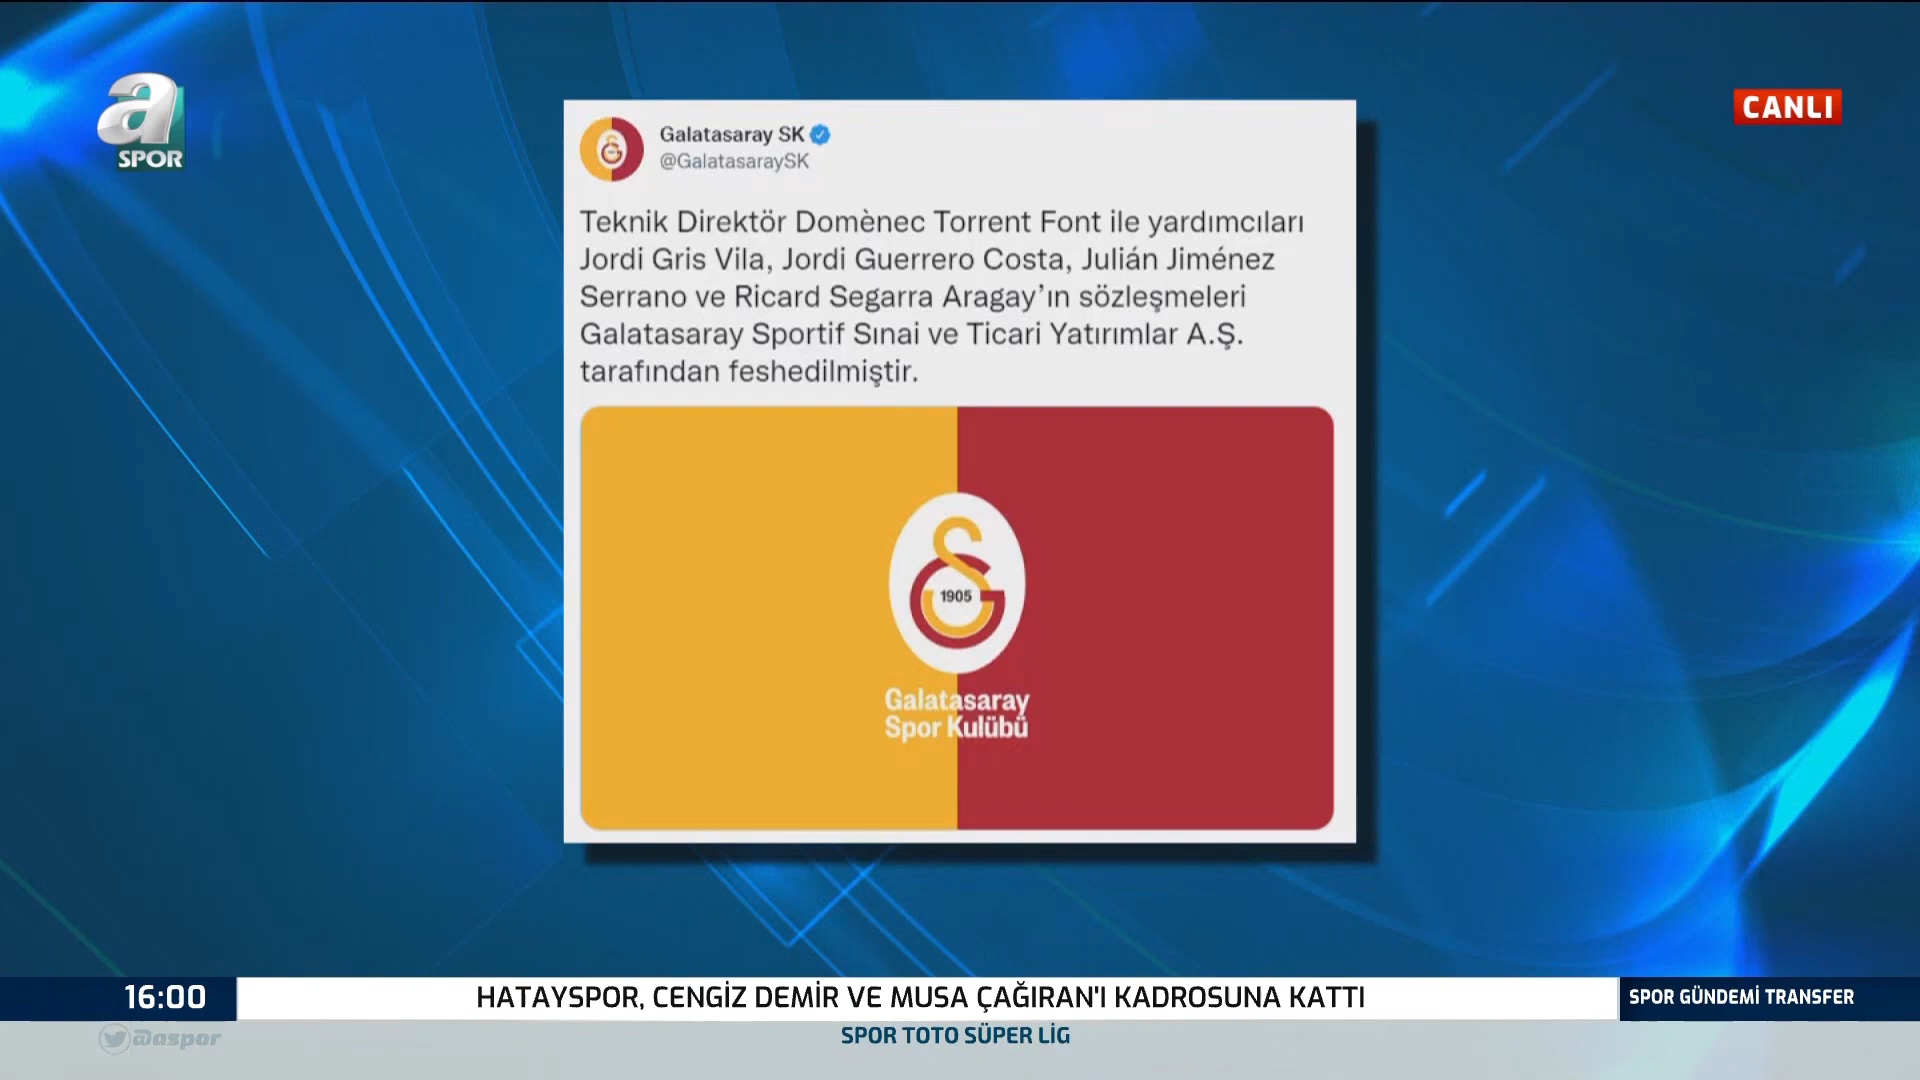 a
SPOR
CANLI
Galatasaray SK
@GalatasaraySK
Teknik Direktör Domènec Torrent Font ile yardımcıları
Jordi Gris Vila, Jordi Guerrero Costa, Julián Jiménez
Serrano ve Ricard Segarra Aragay’ın sözleşmeleri
Galatasaray Sportif Sınai ve Ticari Yatırımlar A.Ş.
tarafından feshedilmiştir.
1905
Galatasaray
Spor Kulübü
16:00
HATAYSPOR, CENGİZ DEMİR VE MUSA ÇAĞIRAN'I KADROSUNA KATTI
SPOR GÜNDEMİ TRANSFER
@aspor
SPOR TOTO SÜPER LİG